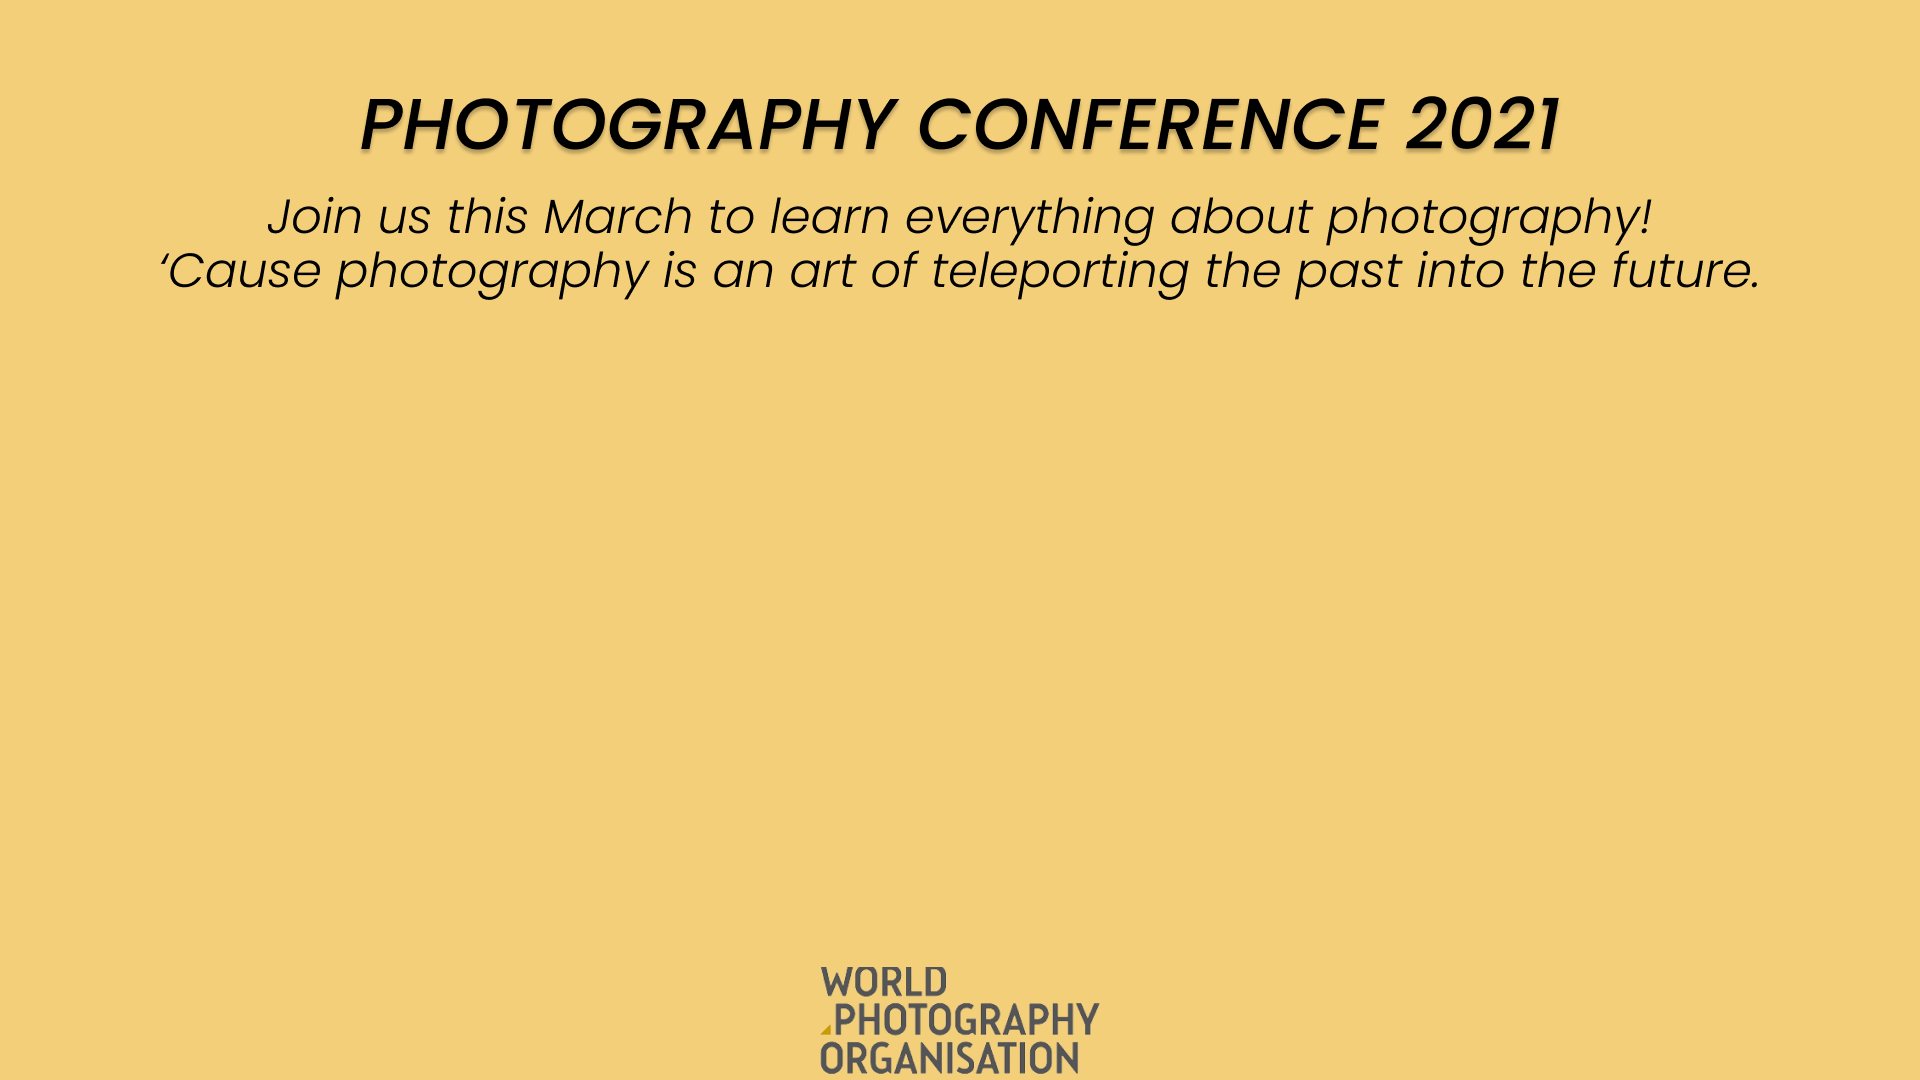 PHOTOGRAPHY CONFERENCE 2021
Join us this March to learn everything about photography!
‘Cause photography is an art of teleporting the past into the future.
WORLD
PHOTOGRAPHY
ORGANISATION